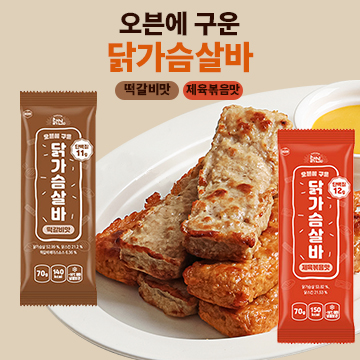 오븐에 구운
닭가슴살바
떡갈비맛
제육볶음맛
오븐에 구운
닭가슴살바
단백질
11g
떡갈비맛
70g
140
kcal
오븐에 구운
닭가슴살바
단백질
12g
제육볶음맛
70g
150
kcal